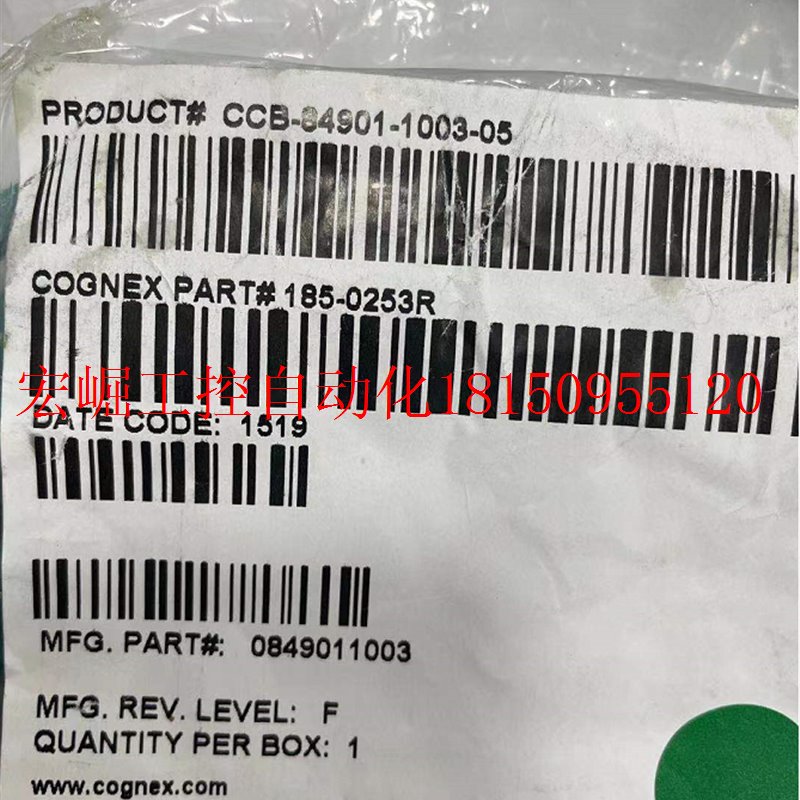 PRODUCT# CCB-84901-1003-05
COGNEX PART# 185-0253R
宏崛工控自动化18150955120
DATE CODE: 1519
MFG. PART#: 0849011003
MFG. REV. LEVEL: F
QUANTITY PER BOX: 1
www.cognex.com